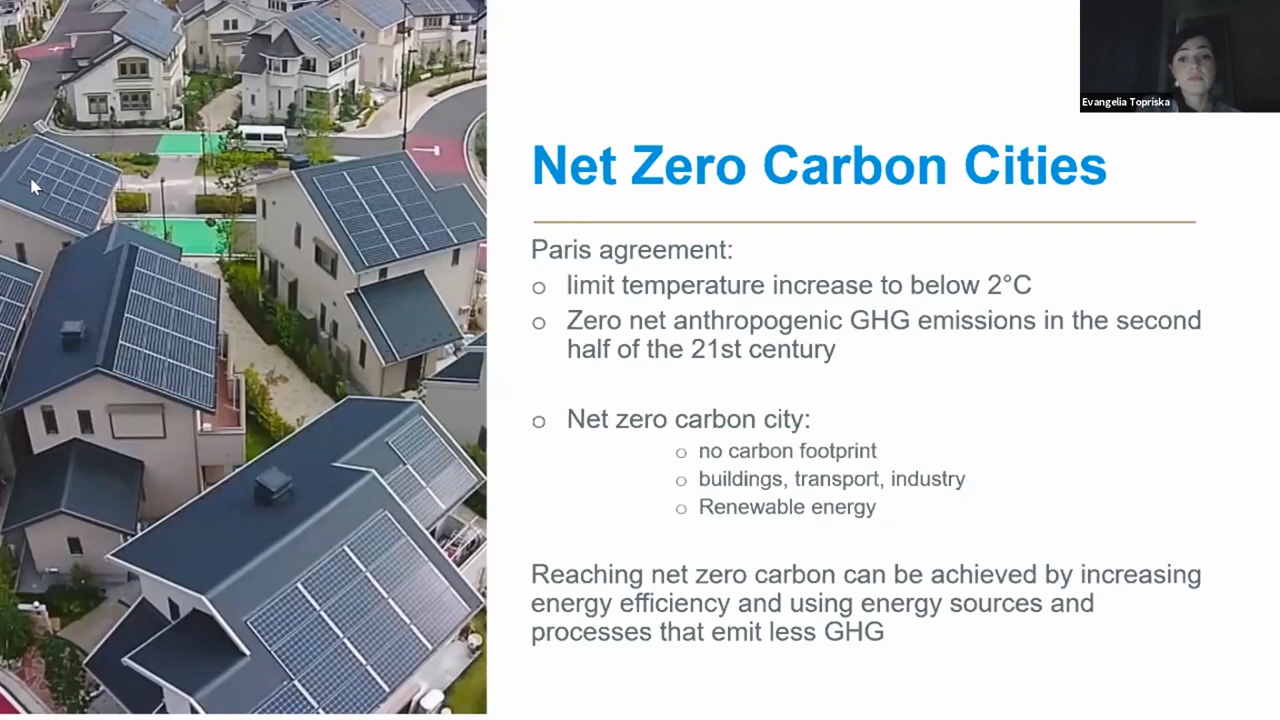 Evangelia Topriska
Net Zero Carbon Cities
Paris agreement:
o limit temperature increase to below 2°C
o Zero net anthropogenic GHG emissions in the second
half of the 21st century
o Net zero carbon city:
o no carbon footprint
o buildings, transport, industry
o Renewable energy
Reaching net zero carbon can be achieved by increasing
energy efficiency and using energy sources and
processes that emit less GHG